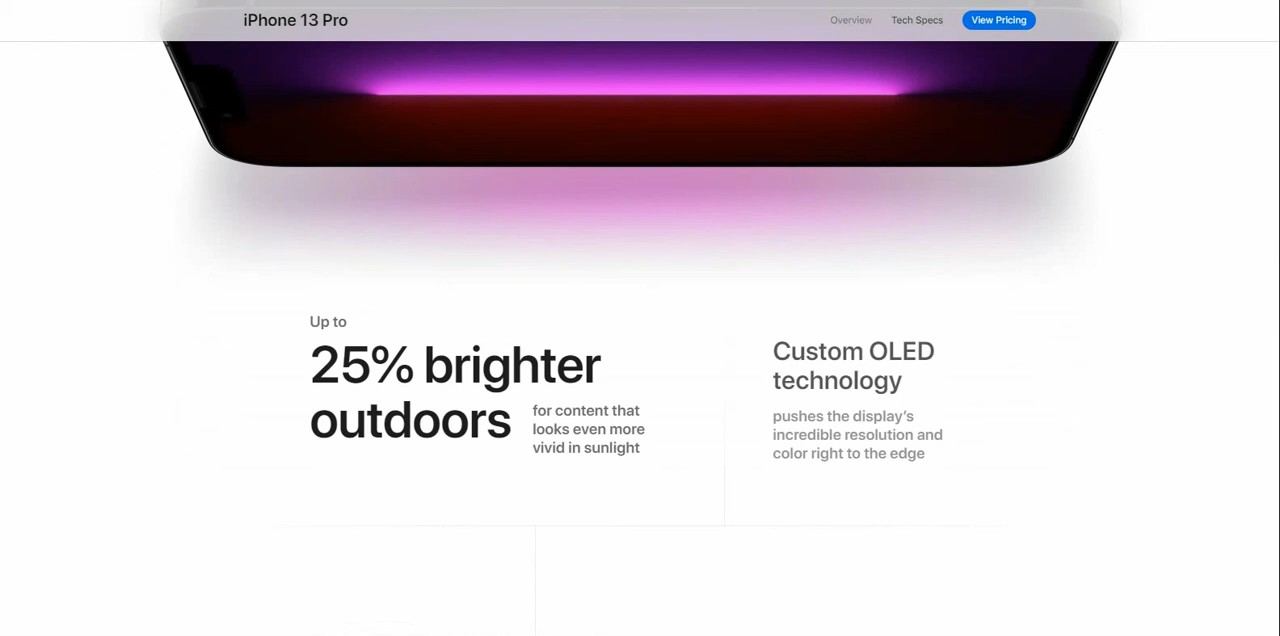 iPhone 13 Pro
Overview
Tech Specs
View Pricing
Up to
25% brighter
outdoors
for content that
looks even more
vivid in sunlight
Custom OLED
technology
pushes the display’s
incredible resolution and
color right to the edge